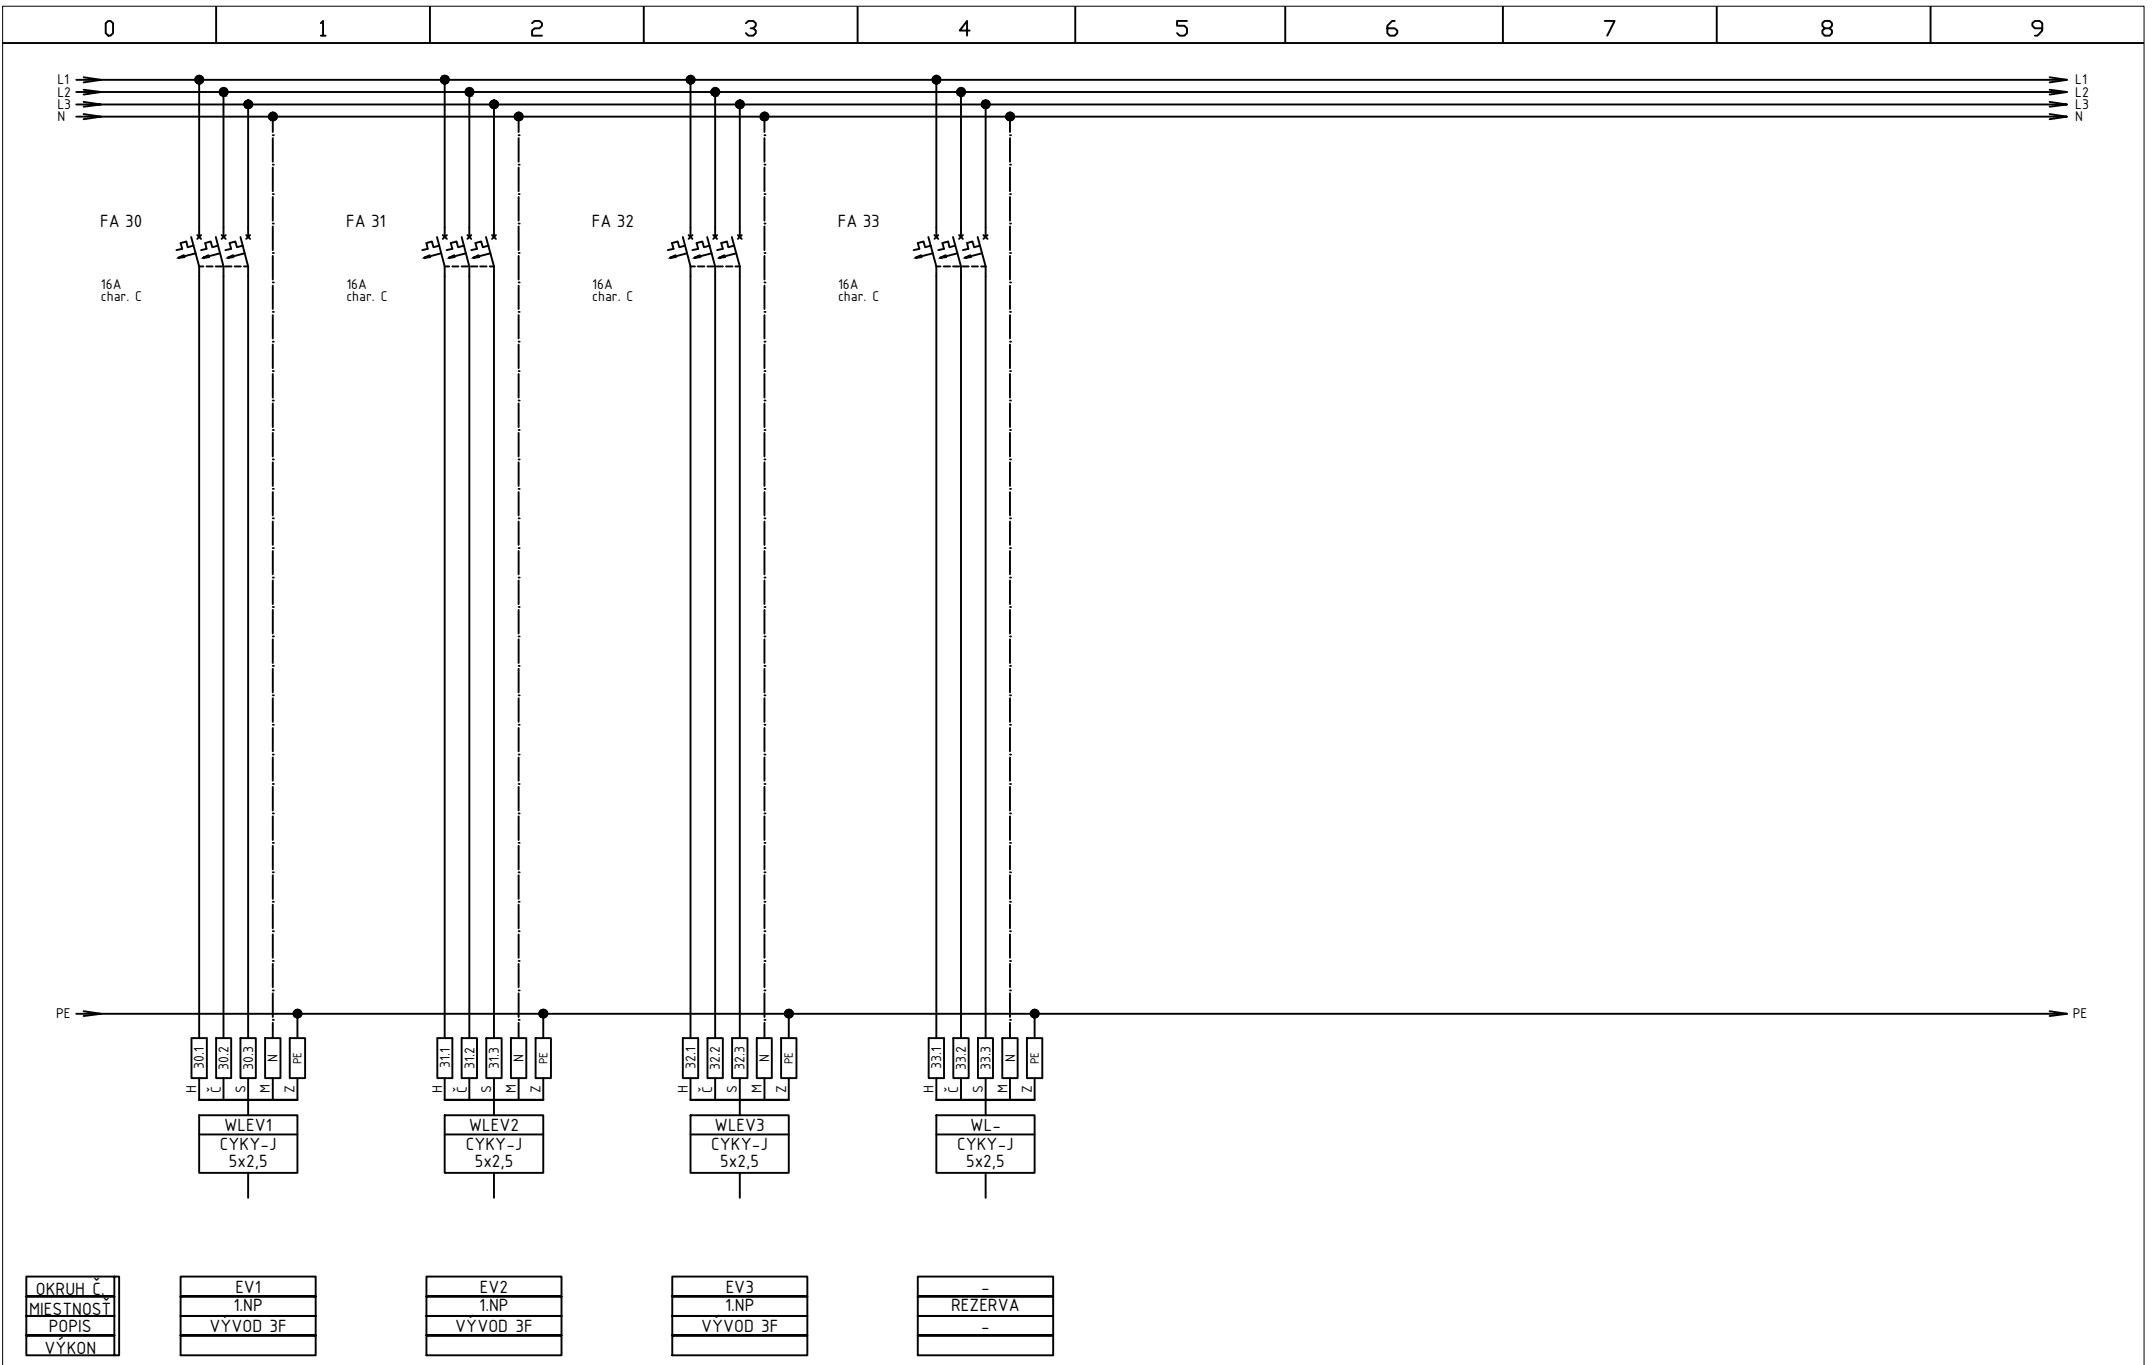 0 1 2 3 4 5 6 7 8 9
L1 L1
L2 L2
L3 L3
N N
FA 30 FA 31 FA 32 FA 33
16A 16A 16A 16A
char. C char. C char. C char. C
PE PE
30.1 30.2 30.3 N PE 31.1 31.2 31.3 N PE 32.1 32.2 32.3 N PE 33.1 33.2 33.3 N PE
H Č S M Z H Č S M Z H Č S M Z H Č S M Z
WLEV1 WLEV2 WLEV3 WL-
CYKY-J CYKY-J CYKY-J CYKY-J
5x2,5 5x2,5 5x2,5 5x2,5
OKRUH Č. EV1 EV2 EV3 -
MIESTNOSŤ 1.NP 1.NP 1.NP REZERVA
POPIS VÝVOD 3F VÝVOD 3F VÝVOD 3F -
VÝKON